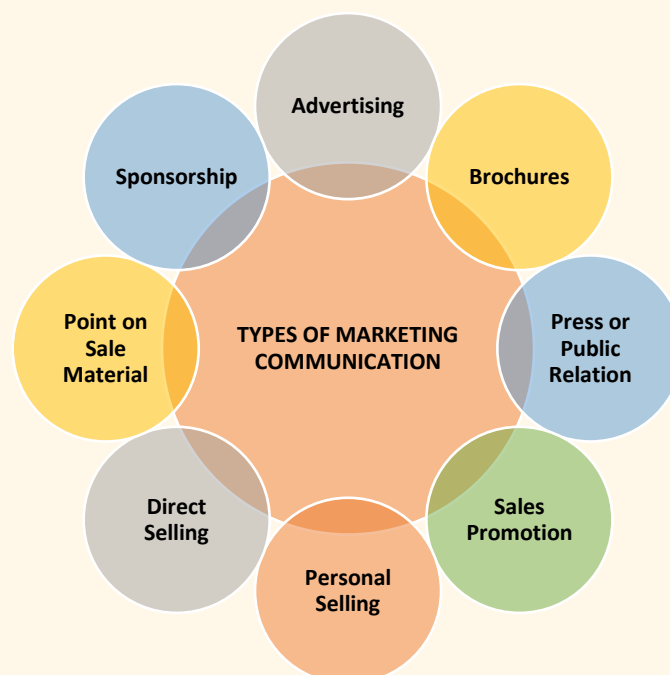 Advertising
Brochures
Press or
Public
Relation
Sales
Promotion
Personal
Selling
Direct
Selling
Point on
Sale
Material
Sponsorship
TYPES OF MARKETING
COMMUNICATION